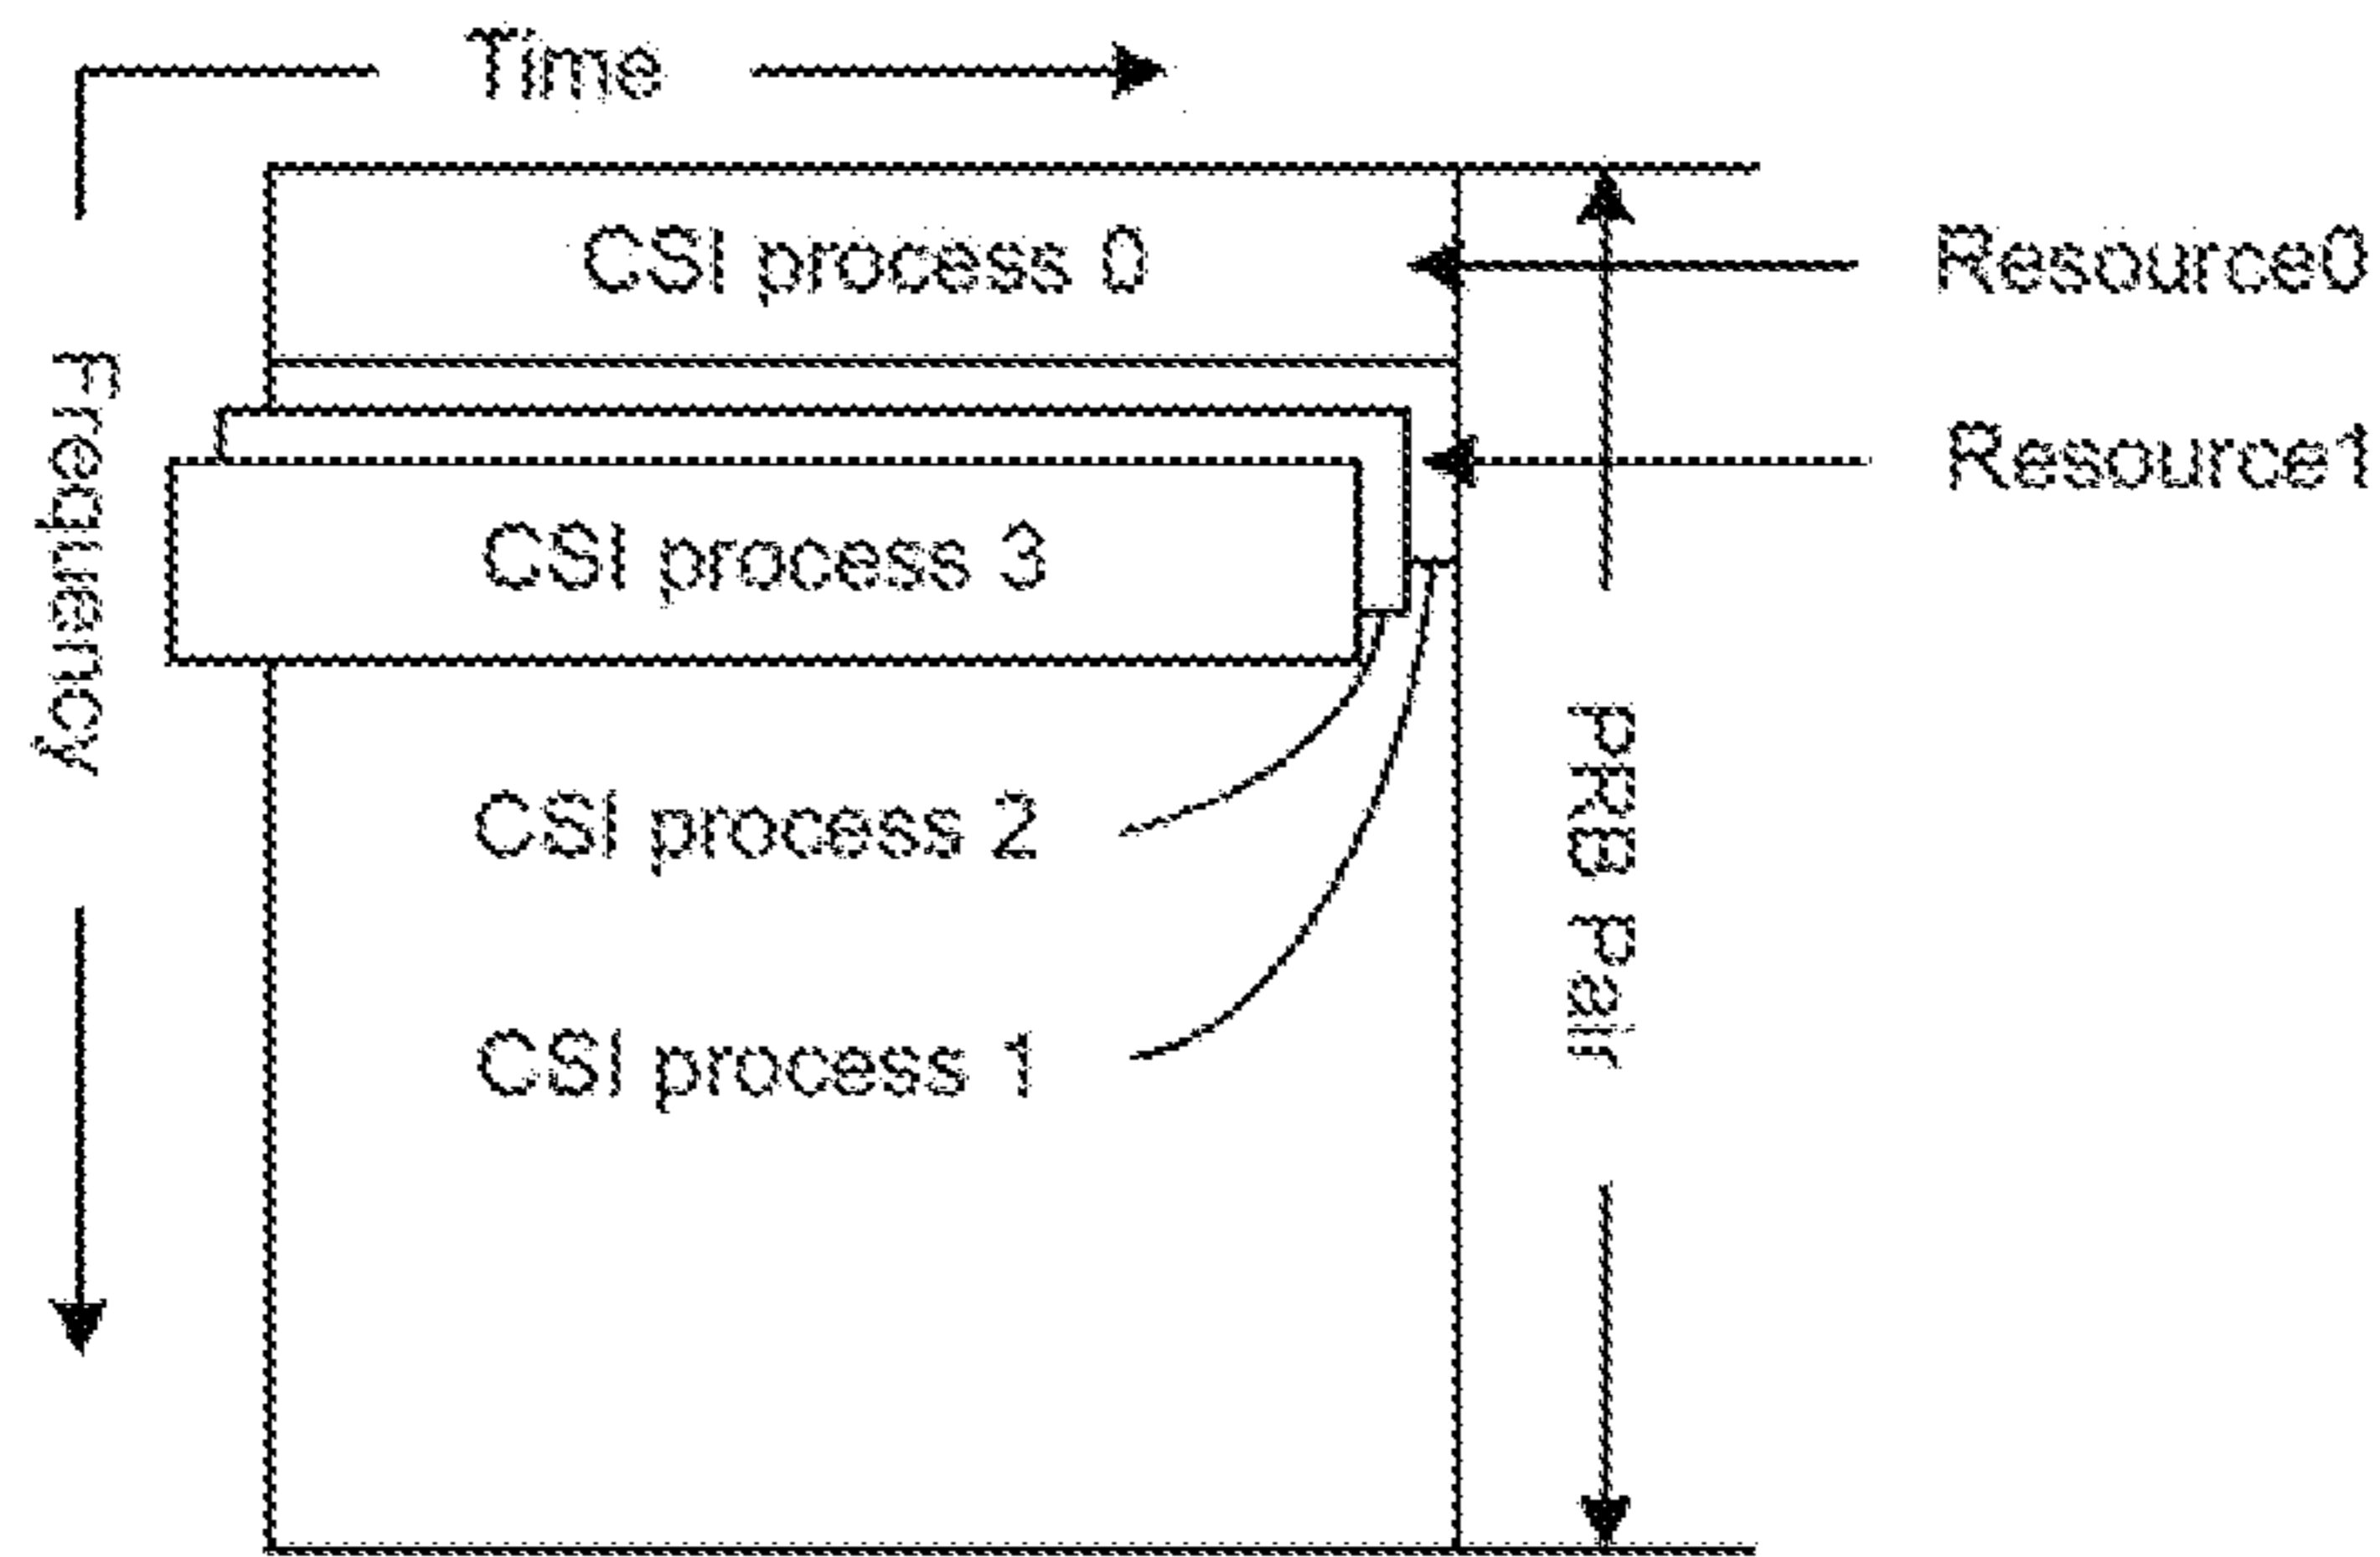 Time
CSI process 0
Resource0
Frequency
Resource1
CSI process 3
PRB Pair
CSI process 2
CSI process 1